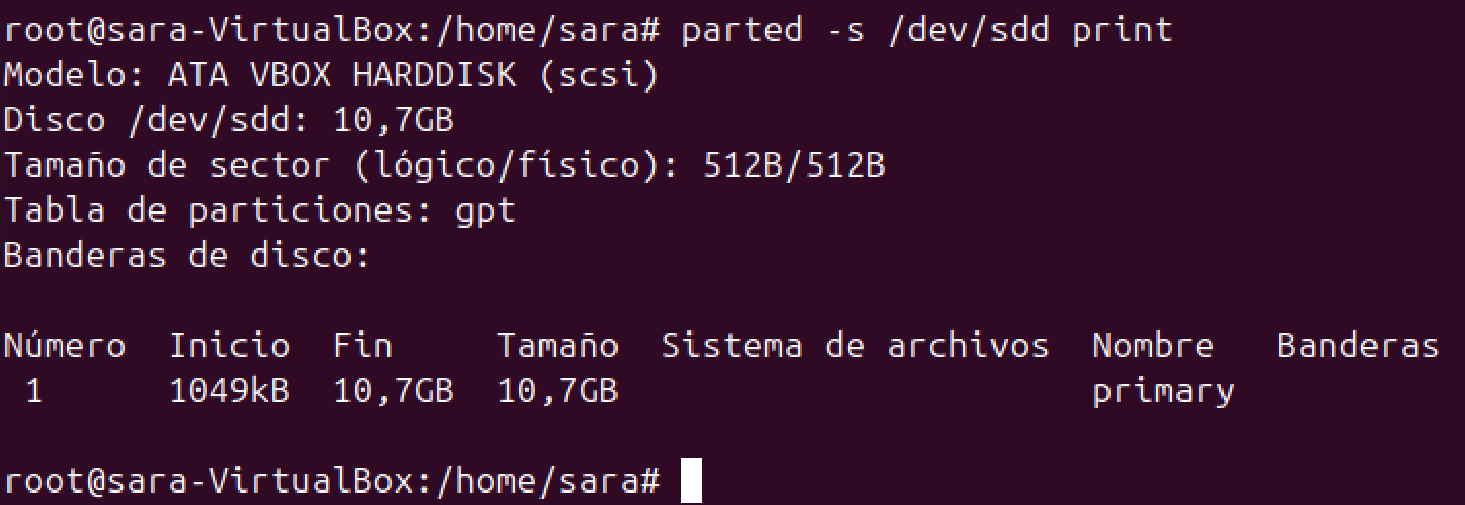 root@sara-VirtualBox:/home/sara# parted -s /dev/sdd print
Modelo: ATA VBOX HARDDISK (scsi)
Disco /dev/sdd: 10,7GB
Tamaño de sector (lógico/físico): 512B/512B
Tabla de particiones: gpt
Banderas de disco:

Número  Inicio  Fin     Tamaño  Sistema de archivos  Nombre   Banderas
 1      1049kB  10,7GB  10,7GB                       primary

root@sara-VirtualBox:/home/sara#